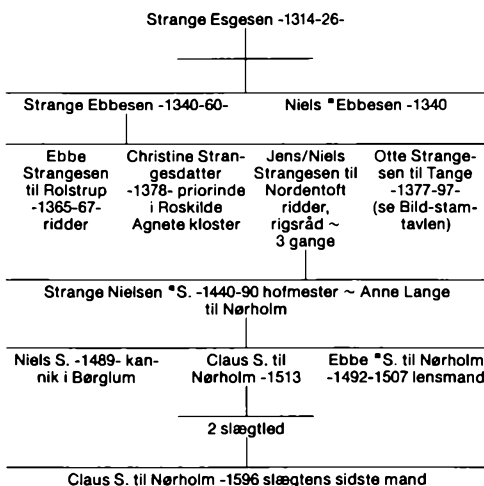 Strange Esgesen -1314-26-
Strange Ebbesen -1340-60-
Niels *Ebbesen -1340
Ebbe
Strangesen
til Rolstrup
-1365-67-
ridder
Christine Stran-
gesdatter
-1378- priorinde
i Roskilde
Agnete kloster
Jens/Niels
Strangesen til
Nordentoft
ridder,
rigsråd ~
3 gange
Otte Strange-
sen til Tange
-1377-97-
(se Bild-stam-
tavlen)
Strange Nielsen *S. -1440-90 hofmester ~ Anne Lange
til Nørholm
Niels S. -1489- kan-
nik i Børglum
Claus S. til
Nørholm -1513
Ebbe *S. til Nørholm
-1492-1507 lensmand
2 slægtled
Claus S. til Nørholm -1596 slægtens sidste mand